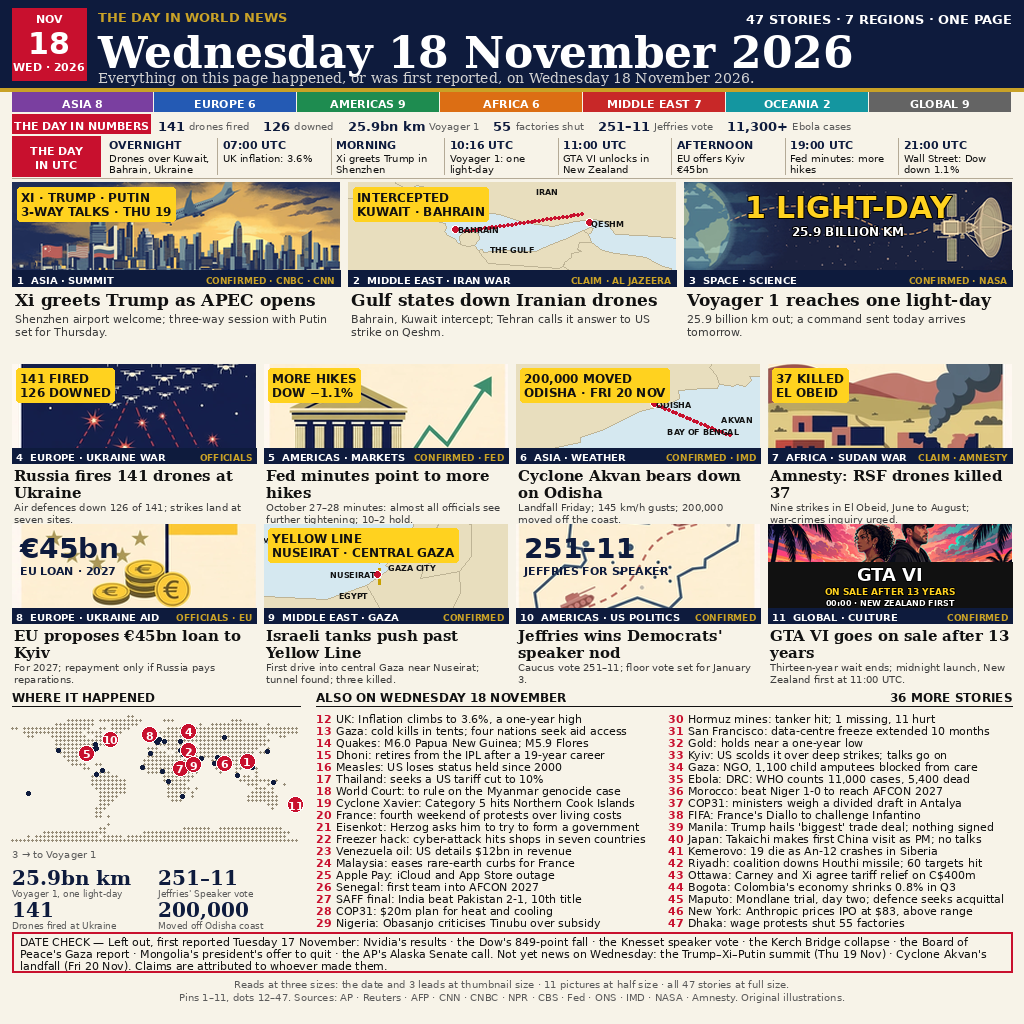 NOV
18
WED · 2026
THE DAY IN WORLD NEWS
47 STORIES · 7 REGIONS · ONE PAGE
Wednesday 18 November 2026
Everything on this page happened, or was first reported, on Wednesday 18 November 2026.
ASIA 8
EUROPE 6
AMERICAS 9
AFRICA 6
MIDDLE EAST 7
OCEANIA 2
GLOBAL 9
THE DAY IN NUMBERS
141 drones fired
126 downed
25.9bn km Voyager 1
55 factories shut
251–11 Jeffries vote
11,300+ Ebola cases
THE DAY
IN UTC
OVERNIGHT
Drones over Kuwait,
Bahrain, Ukraine
07:00 UTC
UK inflation: 3.6%
MORNING
Xi greets Trump in
Shenzhen
10:16 UTC
Voyager 1: one
light-day
11:00 UTC
GTA VI unlocks in
New Zealand
AFTERNOON
EU offers Kyiv
€45bn
19:00 UTC
Fed minutes: more
hikes
21:00 UTC
Wall Street: Dow
down 1.1%
XI · TRUMP · PUTIN
3-WAY TALKS · THU 19
1 ASIA · SUMMIT
CONFIRMED · CNBC · CNN
Xi greets Trump as APEC opens
Shenzhen airport welcome; three-way session with Putin
set for Thursday.
INTERCEPTED
KUWAIT · BAHRAIN
IRAN
BAHRAIN
QESHM
THE GULF
2 MIDDLE EAST · IRAN WAR
CLAIM · AL JAZEERA
Gulf states down Iranian drones
Bahrain, Kuwait intercept; Tehran calls it answer to US
strike on Qeshm.
1 LIGHT-DAY
25.9 BILLION KM
3 SPACE · SCIENCE
CONFIRMED · NASA
Voyager 1 reaches one light-day
25.9 billion km out; a command sent today arrives
tomorrow.
141 FIRED
126 DOWNED
4 EUROPE · UKRAINE WAR
OFFICIALS
Russia fires 141 drones at
Ukraine
Air defences down 126 of 141; strikes land at
seven sites.
MORE HIKES
DOW −1.1%
5 AMERICAS · MARKETS
CONFIRMED · FED
Fed minutes point to more
hikes
October 27–28 minutes: almost all officials see
further tightening; 10–2 hold.
200,000 MOVED
ODISHA · FRI 20 NOV
ODISHA
AKVAN
BAY OF BENGAL
6 ASIA · WEATHER
CONFIRMED · IMD
Cyclone Akvan bears down
on Odisha
Landfall Friday; 145 km/h gusts; 200,000
moved off the coast.
37 KILLED
EL OBEID
7 AFRICA · SUDAN WAR
CLAIM · AMNESTY
Amnesty: RSF drones killed
37
Nine strikes in El Obeid, June to August;
war-crimes inquiry urged.
€45bn
EU LOAN · 2027
8 EUROPE · UKRAINE AID
OFFICIALS · EU
EU proposes €45bn loan to
Kyiv
For 2027; repayment only if Russia pays
reparations.
YELLOW LINE
NUSEIRAT · CENTRAL GAZA
NUSEIRAT
GAZA CITY
EGYPT
9 MIDDLE EAST · GAZA
CONFIRMED
Israeli tanks push past
Yellow Line
First drive into central Gaza near Nuseirat;
tunnel found; three killed.
251–11
JEFFRIES FOR SPEAKER
10 AMERICAS · US POLITICS
CONFIRMED
Jeffries wins Democrats'
speaker nod
Caucus vote 251–11; floor vote set for January
3.
GTA VI
ON SALE AFTER 13 YEARS
00:00 · NEW ZEALAND FIRST
11 GLOBAL · CULTURE
CONFIRMED
GTA VI goes on sale after 13
years
Thirteen-year wait ends; midnight launch, New
Zealand first at 11:00 UTC.
WHERE IT HAPPENED
10
8
4
5
2
7
9
6
1
11
3 → to Voyager 1
25.9bn km
Voyager 1, one light-day
251–11
Jeffries' Speaker vote
141
Drones fired at Ukraine
200,000
Moved off Odisha coast
ALSO ON WEDNESDAY 18 NOVEMBER
36 MORE STORIES
12 UK: Inflation climbs to 3.6%, a one-year high
13 Gaza: cold kills in tents; four nations seek aid access
14 Quakes: M6.0 Papua New Guinea; M5.9 Flores
15 Dhoni: retires from the IPL after a 19-year career
16 Measles: US loses status held since 2000
17 Thailand: seeks a US tariff cut to 10%
18 World Court: to rule on the Myanmar genocide case
19 Cyclone Xavier: Category 5 hits Northern Cook Islands
20 France: fourth weekend of protests over living costs
21 Eisenkot: Herzog asks him to try to form a government
22 Freezer hack: cyber-attack hits shops in seven countries
23 Venezuela oil: US details $12bn in revenue
24 Malaysia: eases rare-earth curbs for France
25 Apple Pay: iCloud and App Store outage
26 Senegal: first team into AFCON 2027
27 SAFF final: India beat Pakistan 2-1, 10th title
28 COP31: $20m plan for heat and cooling
29 Nigeria: Obasanjo criticises Tinubu over subsidy
30 Hormuz mines: tanker hit; 1 missing, 11 hurt
31 San Francisco: data-centre freeze extended 10 months
32 Gold: holds near a one-year low
33 Kyiv: US scolds it over deep strikes; talks go on
34 Gaza: NGO, 1,100 child amputees blocked from care
35 Ebola: DRC: WHO counts 11,000 cases, 5,400 dead
36 Morocco: beat Niger 1-0 to reach AFCON 2027
37 COP31: ministers weigh a divided draft in Antalya
38 FIFA: France's Diallo to challenge Infantino
39 Manila: Trump hails 'biggest' trade deal; nothing signed
40 Japan: Takaichi makes first China visit as PM; no talks
41 Kemerovo: 19 die as An-12 crashes in Siberia
42 Riyadh: coalition downs Houthi missile; 60 targets hit
43 Ottawa: Carney and Xi agree tariff relief on C$400m
44 Bogota: Colombia's economy shrinks 0.8% in Q3
45 Maputo: Mondlane trial, day two; defence seeks acquittal
46 New York: Anthropic prices IPO at $83, above range
47 Dhaka: wage protests shut 55 factories
DATE CHECK — Left out, first reported Tuesday 17 November: Nvidia's results · the Dow's 849-point fall · the Knesset speaker vote · the Kerch Bridge collapse · the Board of
Peace's Gaza report · Mongolia's president's offer to quit · the AP's Alaska Senate call. Not yet news on Wednesday: the Trump–Xi–Putin summit (Thu 19 Nov) · Cyclone Akvan's
landfall (Fri 20 Nov). Claims are attributed to whoever made them.
Reads at three sizes: the date and 3 leads at thumbnail size · 11 pictures at half size · all 47 stories at full size.
Pins 1–11, dots 12–47. Sources: AP · Reuters · AFP · CNN · CNBC · NPR · CBS · Fed · ONS · IMD · NASA · Amnesty. Original illustrations.